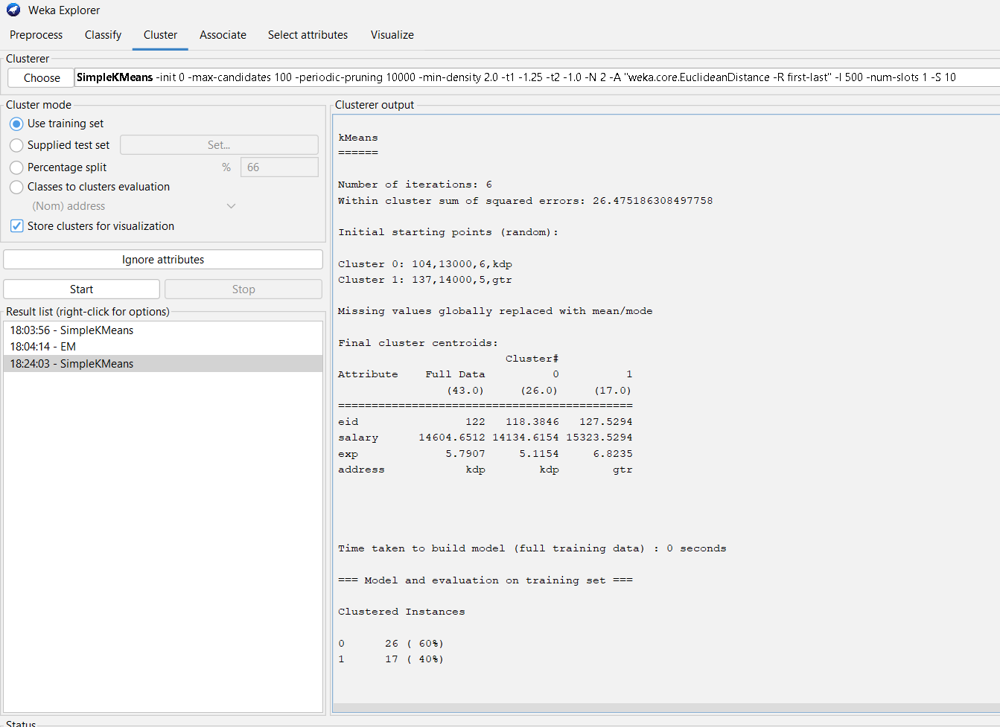 Weka Explorer
Preprocess Classify Cluster Associate Select attributes Visualize
Clusterer
Choose SimpleKMeans -init 0 -max-candidates 100 -periodic-pruning 10000 -min-density 2.0 -t1 -1.25 -t2 -1.0 -N 2 -A "weka.core.EuclideanDistance -R first-last" -I 500 -num-slots 1 -S 10
Cluster mode
Use training set
Supplied test set Set...
Percentage split % 66
Classes to clusters evaluation
(Nom) address
Store clusters for visualization
Ignore attributes
Start Stop
Result list (right-click for options)
18:03:56 - SimpleKMeans
18:04:14 - EM
18:24:03 - SimpleKMeans
Clusterer output
kMeans
======
Number of iterations: 6
Within cluster sum of squared errors: 26.475186308497758
Initial starting points (random):
Cluster 0: 104,13000,6,kdp
Cluster 1: 137,14000,5,gtr
Missing values globally replaced with mean/mode
Final cluster centroids:
Cluster#
Attribute Full Data 0 1
(43.0) (26.0) (17.0)
============================================
eid 122 118.3846 127.5294
salary 14604.6512 14134.6154 15323.5294
exp 5.7907 5.1154 6.8235
address kdp kdp gtr
Time taken to build model (full training data) : 0 seconds
=== Model and evaluation on training set ===
Clustered Instances
0 26 ( 60%)
1 17 ( 40%)
Status